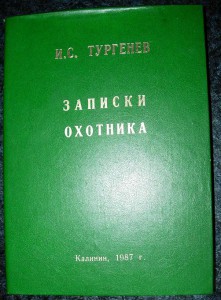 И.С. ТУРГЕНЕВ
ЗАПИСКИ
ОХОТНИКА
Калинин, 1987 г.